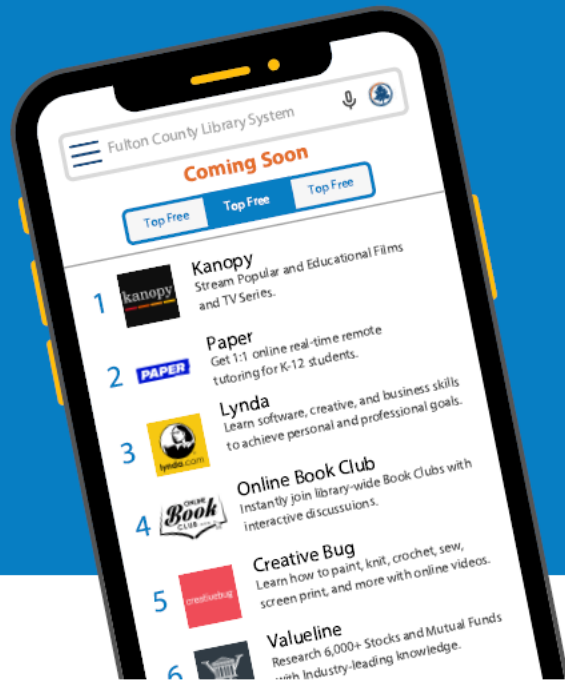 Fulton County Library System
Coming Soon
Top Free
Top Free
Top Free
1
kanopy
Kanopy
Stream Popular and Educational Films
and TV Series.
2
PAPER
Paper
Get 1:1 online real-time remote
tutoring for K-12 students.
3
lynda.com
Lynda
Learn software, creative, and business skills
to achieve personal and professional goals.
4
ONLINE
Book
CLUB
Online Book Club
Instantly join library-wide Book Clubs with
interactive discussuions.
5
creativebug
Creative Bug
Learn how to paint, knit, crochet, sew,
screen print, and more with online videos.
6
Valueline
Research 6,000+ Stocks and Mutual Funds
with Industry-leading knowledge.